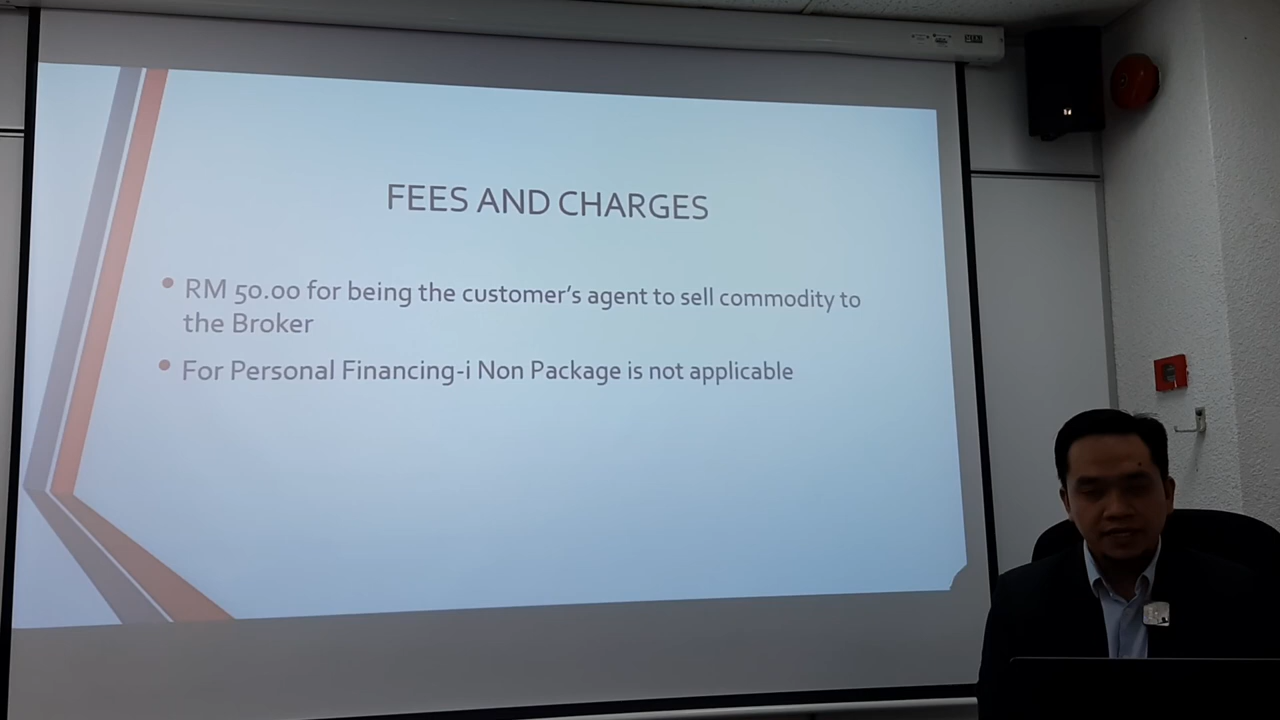 FEES AND CHARGES
• RM 50.00 for being the customer's agent to sell commodity to
the Broker
• For Personal Financing-i Non Package is not applicable